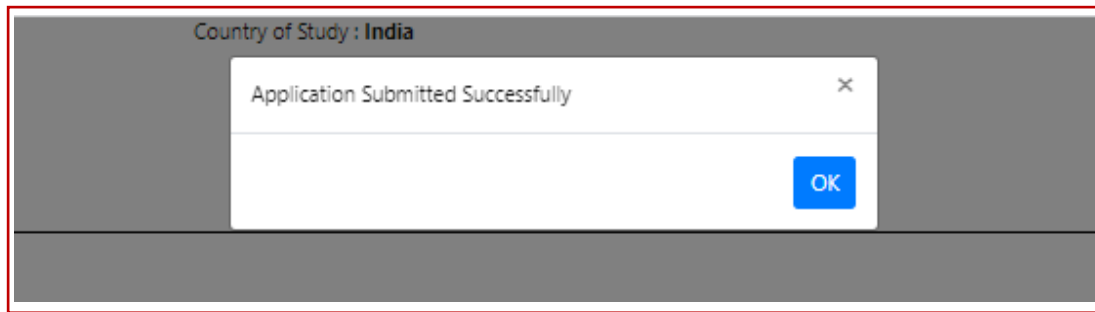 Country of Study : India
Application Submitted Successfully ×
OK